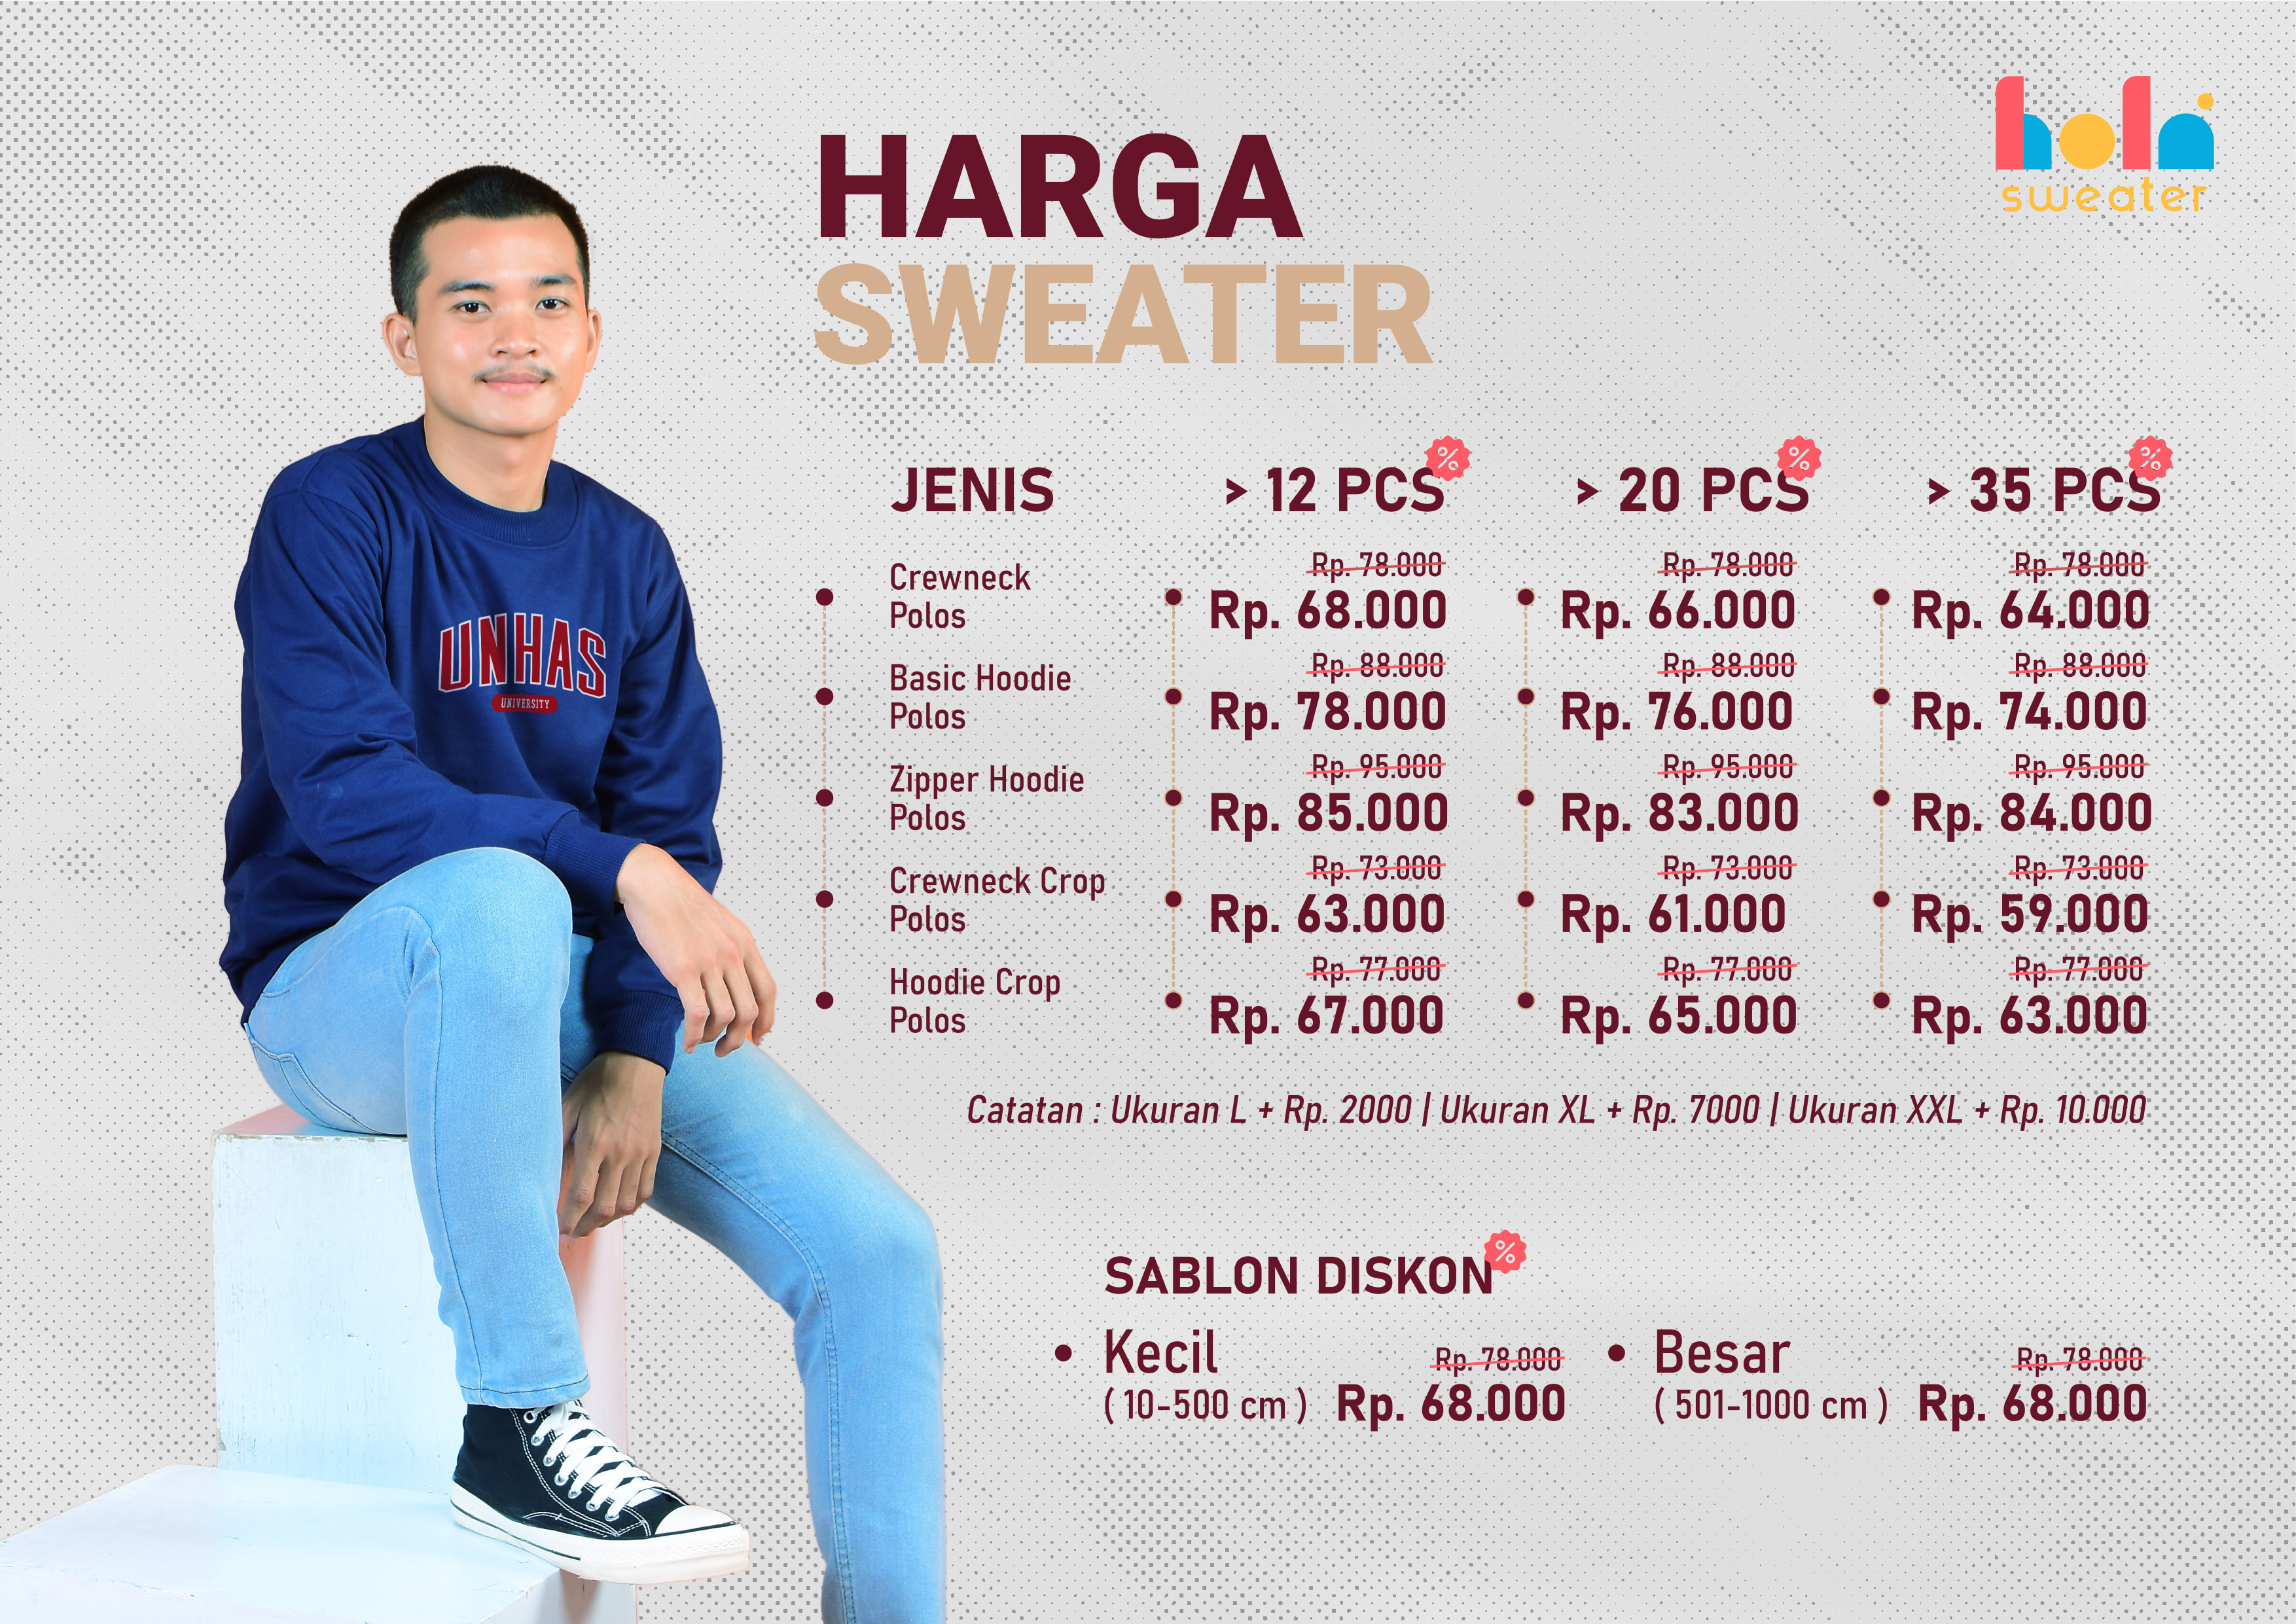 hola
sweater
HARGA
SWEATER
UNHAS
UNIVERSITY
JENIS > 12 PCS % > 20 PCS % > 35 PCS %
Crewneck Polos
Rp. 78.000 Rp. 78.000 Rp. 78.000
Rp. 68.000 Rp. 66.000 Rp. 64.000
Basic Hoodie Polos
Rp. 88.000 Rp. 88.000 Rp. 88.000
Rp. 78.000 Rp. 76.000 Rp. 74.000
Zipper Hoodie Polos
Rp. 95.000 Rp. 95.000 Rp. 95.000
Rp. 85.000 Rp. 83.000 Rp. 84.000
Crewneck Crop Polos
Rp. 73.000 Rp. 73.000 Rp. 73.000
Rp. 63.000 Rp. 61.000 Rp. 59.000
Hoodie Crop Polos
Rp. 77.000 Rp. 77.000 Rp. 77.000
Rp. 67.000 Rp. 65.000 Rp. 63.000
Catatan : Ukuran L + Rp. 2000 | Ukuran XL + Rp. 7000 | Ukuran XXL + Rp. 10.000
SABLON DISKON %
• Kecil Rp. 78.000
( 10-500 cm ) Rp. 68.000
• Besar Rp. 78.000
( 501-1000 cm ) Rp. 68.000